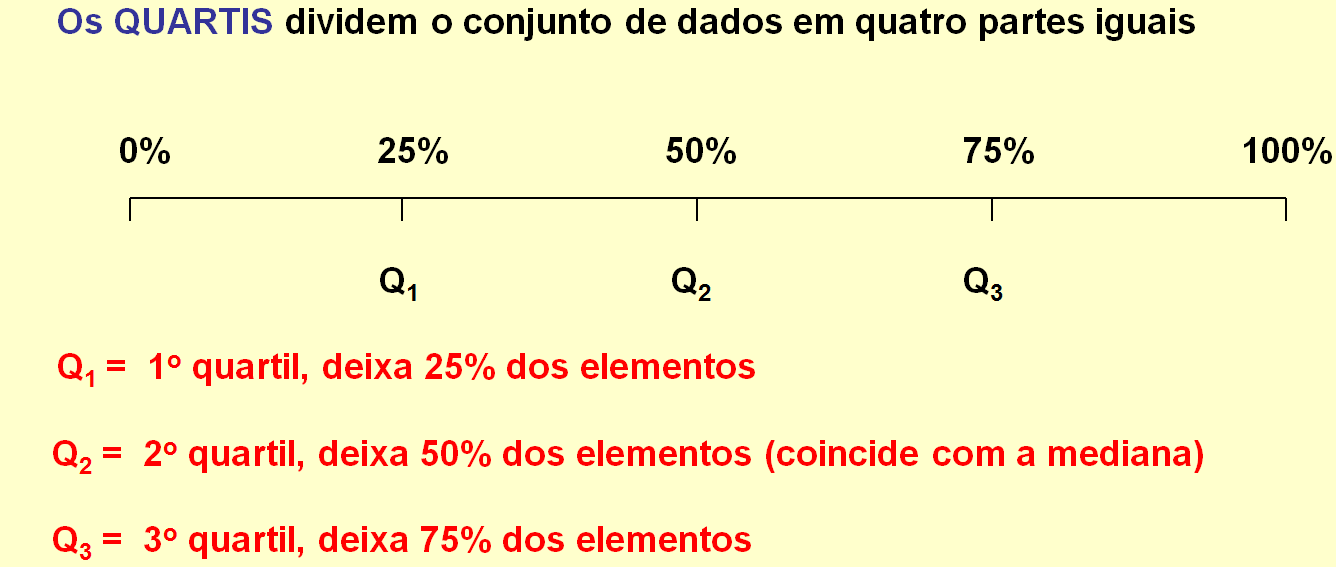 Os QUARTIS dividem o conjunto de dados em quatro partes iguais
0% 25% 50% 75% 100%
Q1 Q2 Q3
Q1 = 1º quartil, deixa 25% dos elementos
Q2 = 2º quartil, deixa 50% dos elementos (coincide com a mediana)
Q3 = 3º quartil, deixa 75% dos elementos